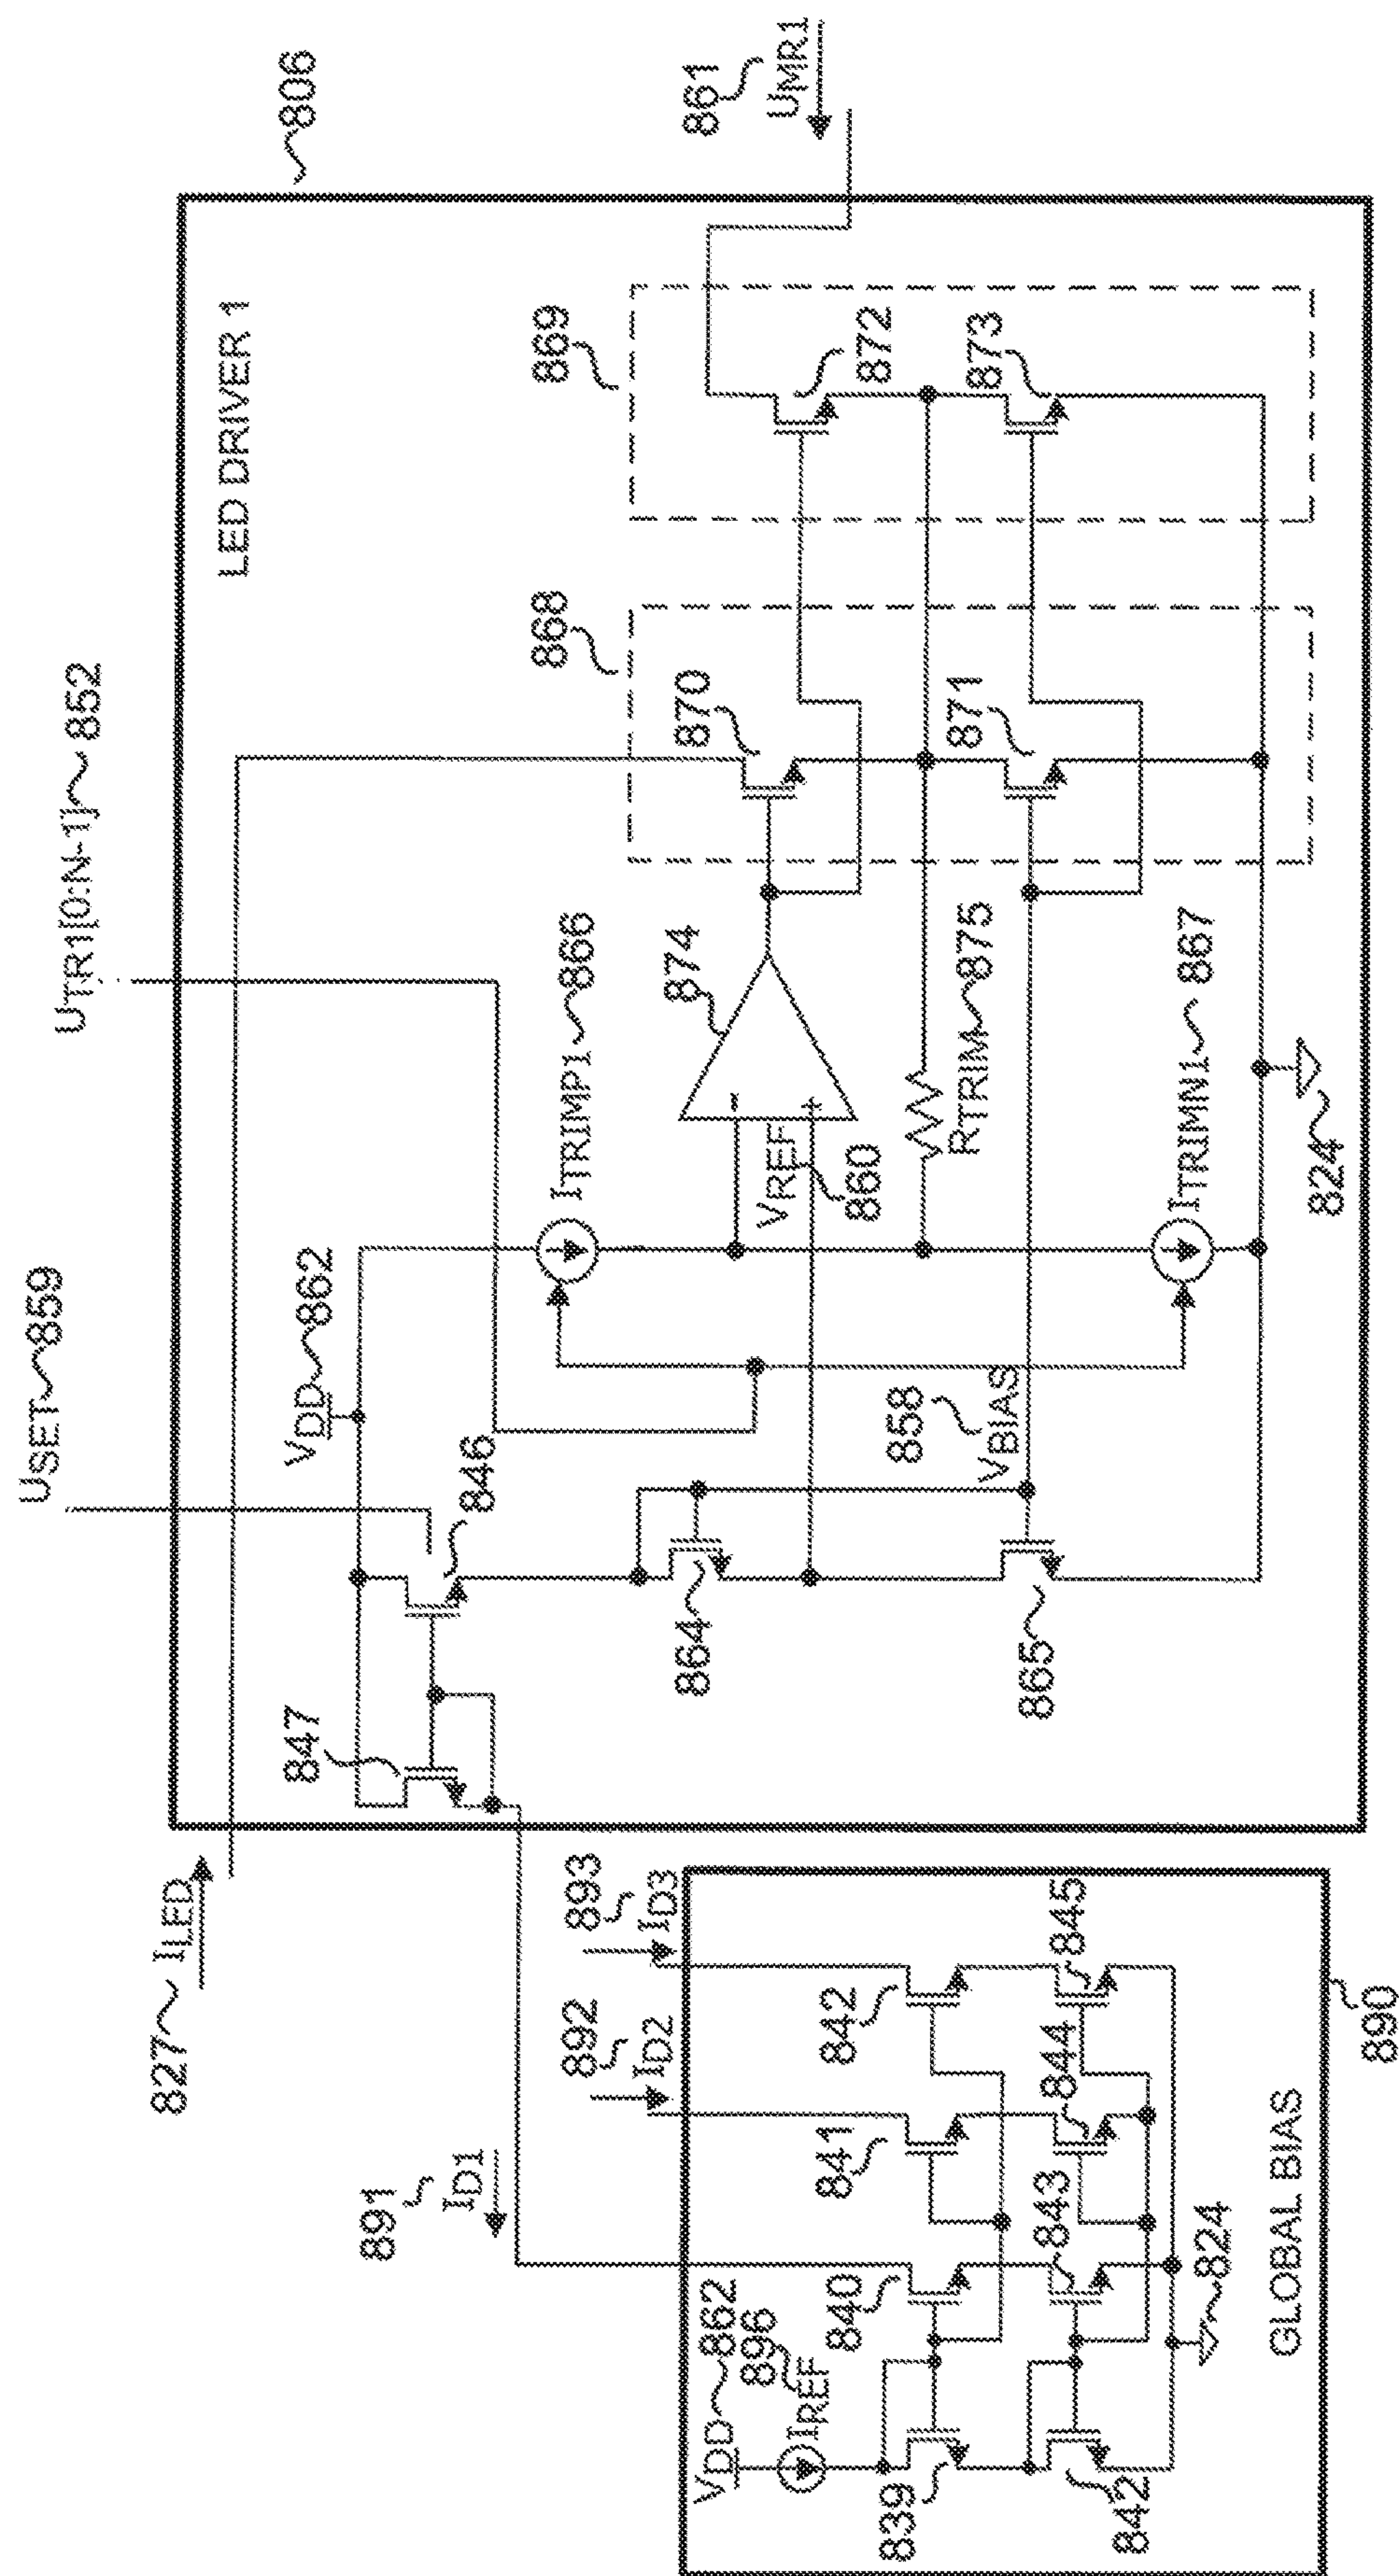 USET 859
UTR1[0:N-1] 852
806
LED DRIVER 1
827 ILED
847
VDD 862
846
ITRIMP1 866
868
869
861
UMR1
864
VREF
860
874
870
872
865
858
VBIAS
RTRIM 875
871
873
ITRIMN1 867
824
891
ID1
892
ID2
893
ID3
VDD 862
896
IREF
839
840
841
842
842
843
844
845
824
GLOBAL BIAS
890